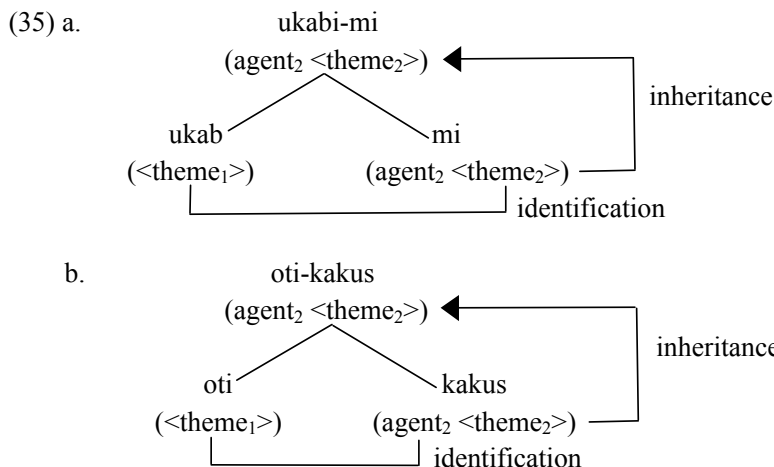 (35) a. ukabi-mi
(agent₂ <theme₂>)
inheritance
ukab mi
(<theme₁>) (agent₂ <theme₂>)
identification
b. oti-kakus
(agent₂ <theme₂>)
inheritance
oti kakus
(<theme₁>) (agent₂ <theme₂>)
identification